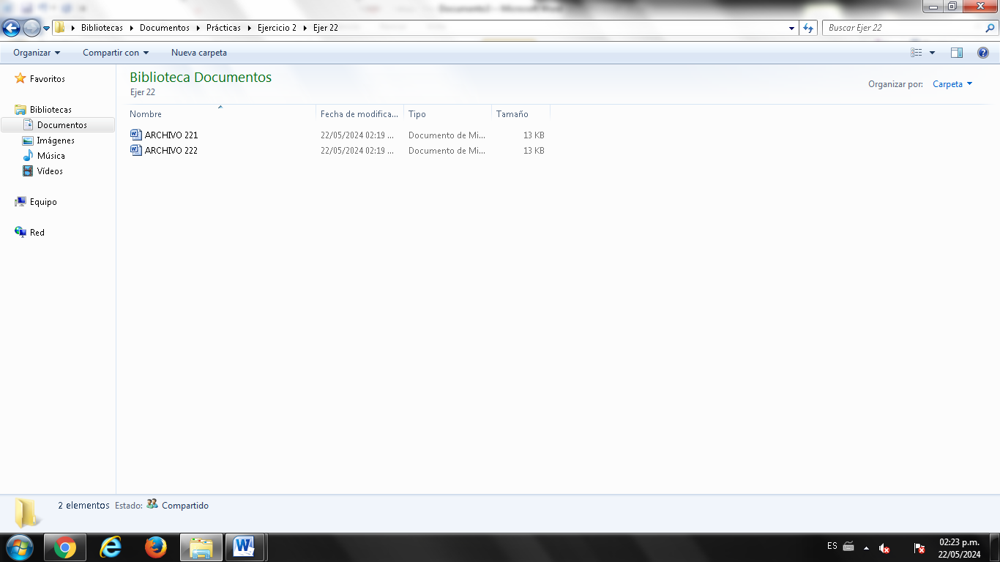 Bibliotecas Documentos Prácticas Ejercicio 2 Ejer 22 Buscar Ejer 22
Organizar Compartir con Nueva carpeta
Favoritos
Bibliotecas
Documentos
Imágenes
Música
Vídeos
Equipo
Red
Biblioteca Documentos
Ejer 22
Organizar por: Carpeta
Nombre Fecha de modifica... Tipo Tamaño
ARCHIVO 221 22/05/2024 02:19 ... Documento de Mi... 13 KB
ARCHIVO 222 22/05/2024 02:19 ... Documento de Mi... 13 KB
2 elementos Estado: Compartido
ES 02:23 p.m.
22/05/2024